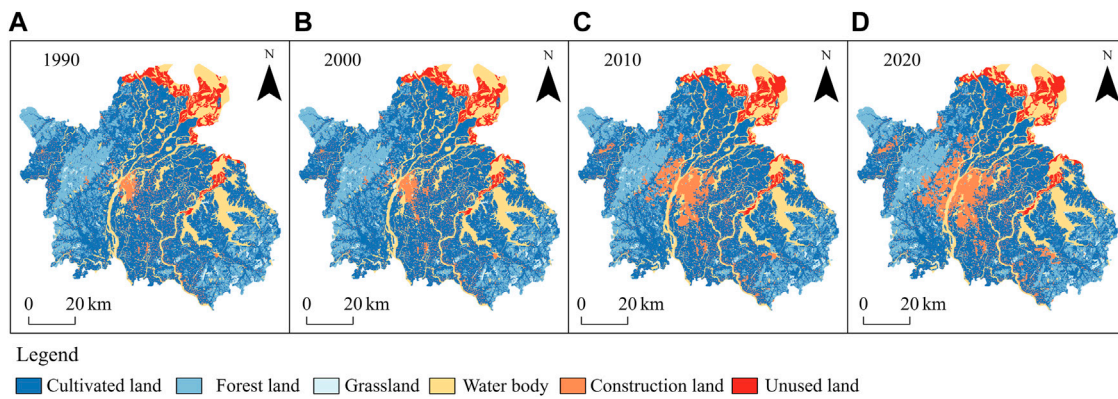 A B C D
1990 N 2000 N 2010 N 2020 N
0 20 km 0 20 km 0 20 km 0 20 km
Legend
Cultivated land Forest land Grassland Water body Construction land Unused land